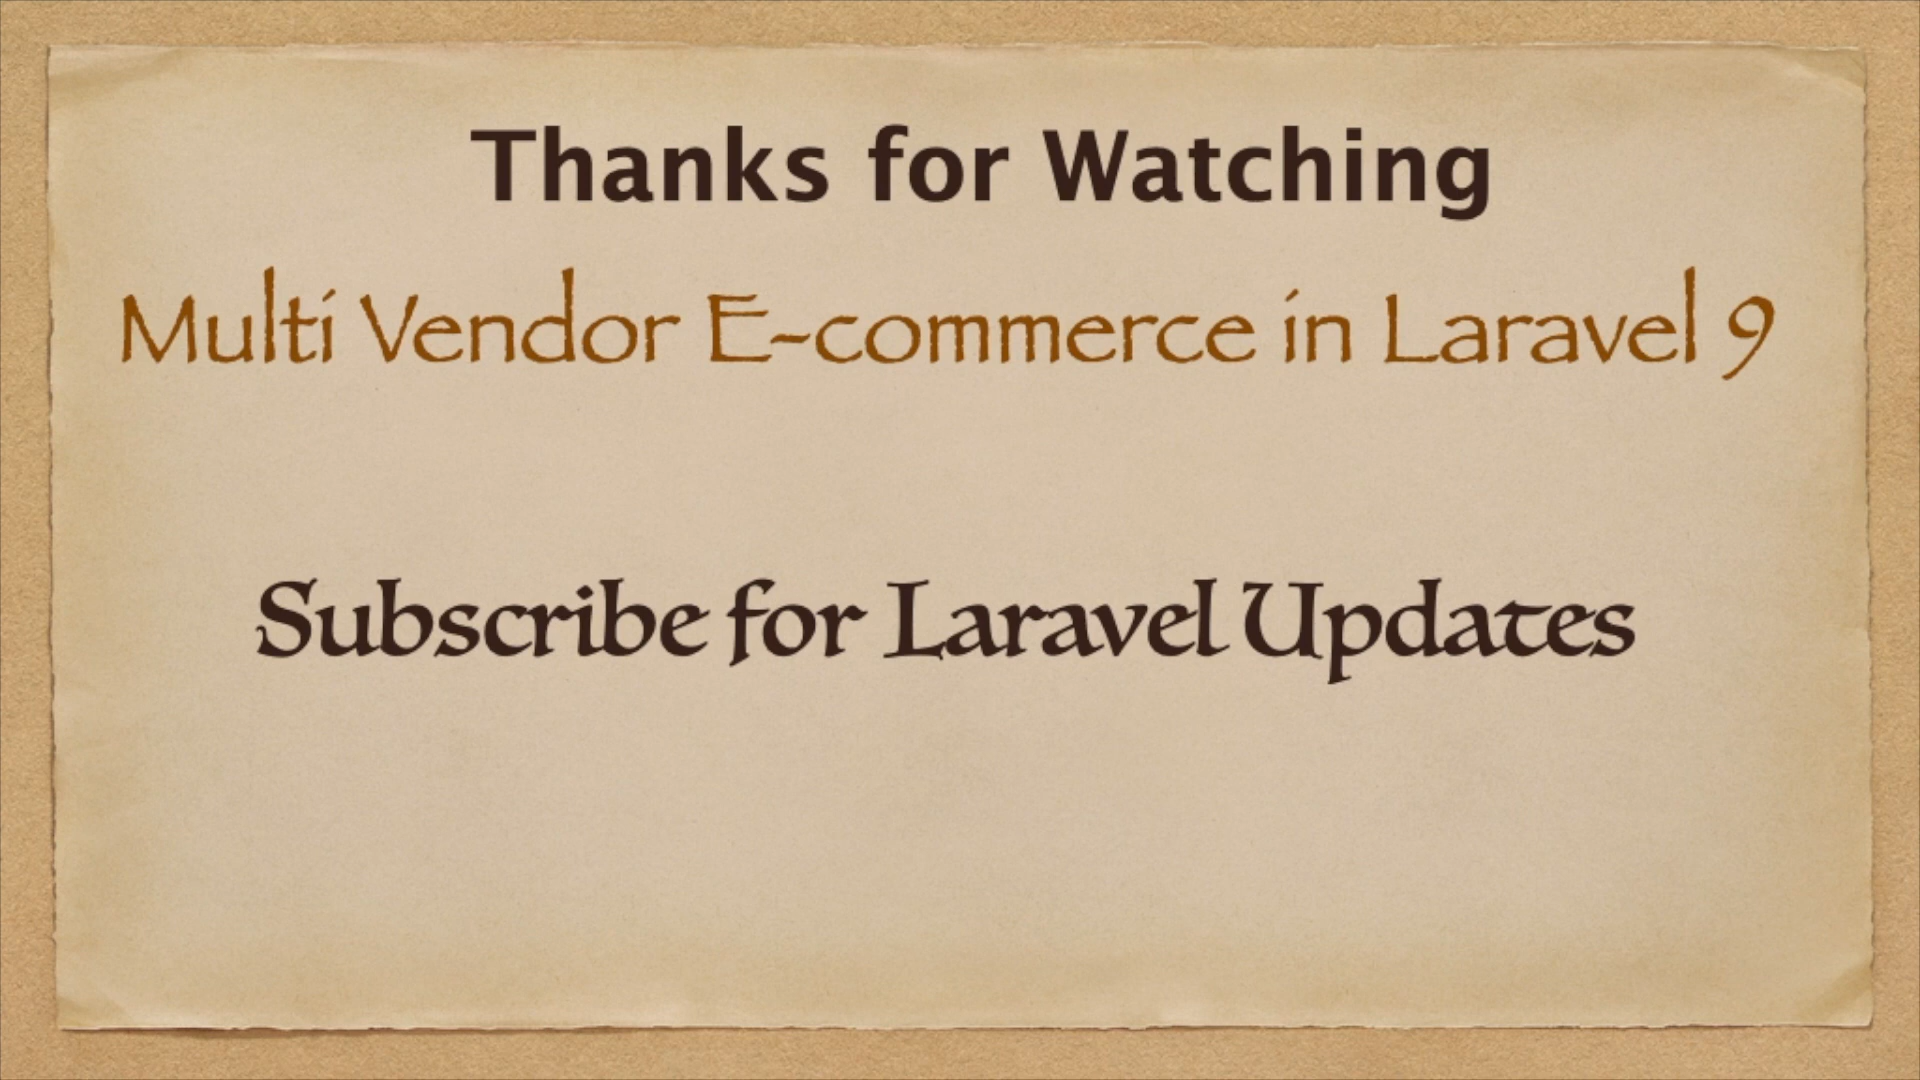 Thanks for Watching
Multi Vendor E-commerce in Laravel 9
Subscribe for Laravel Updates